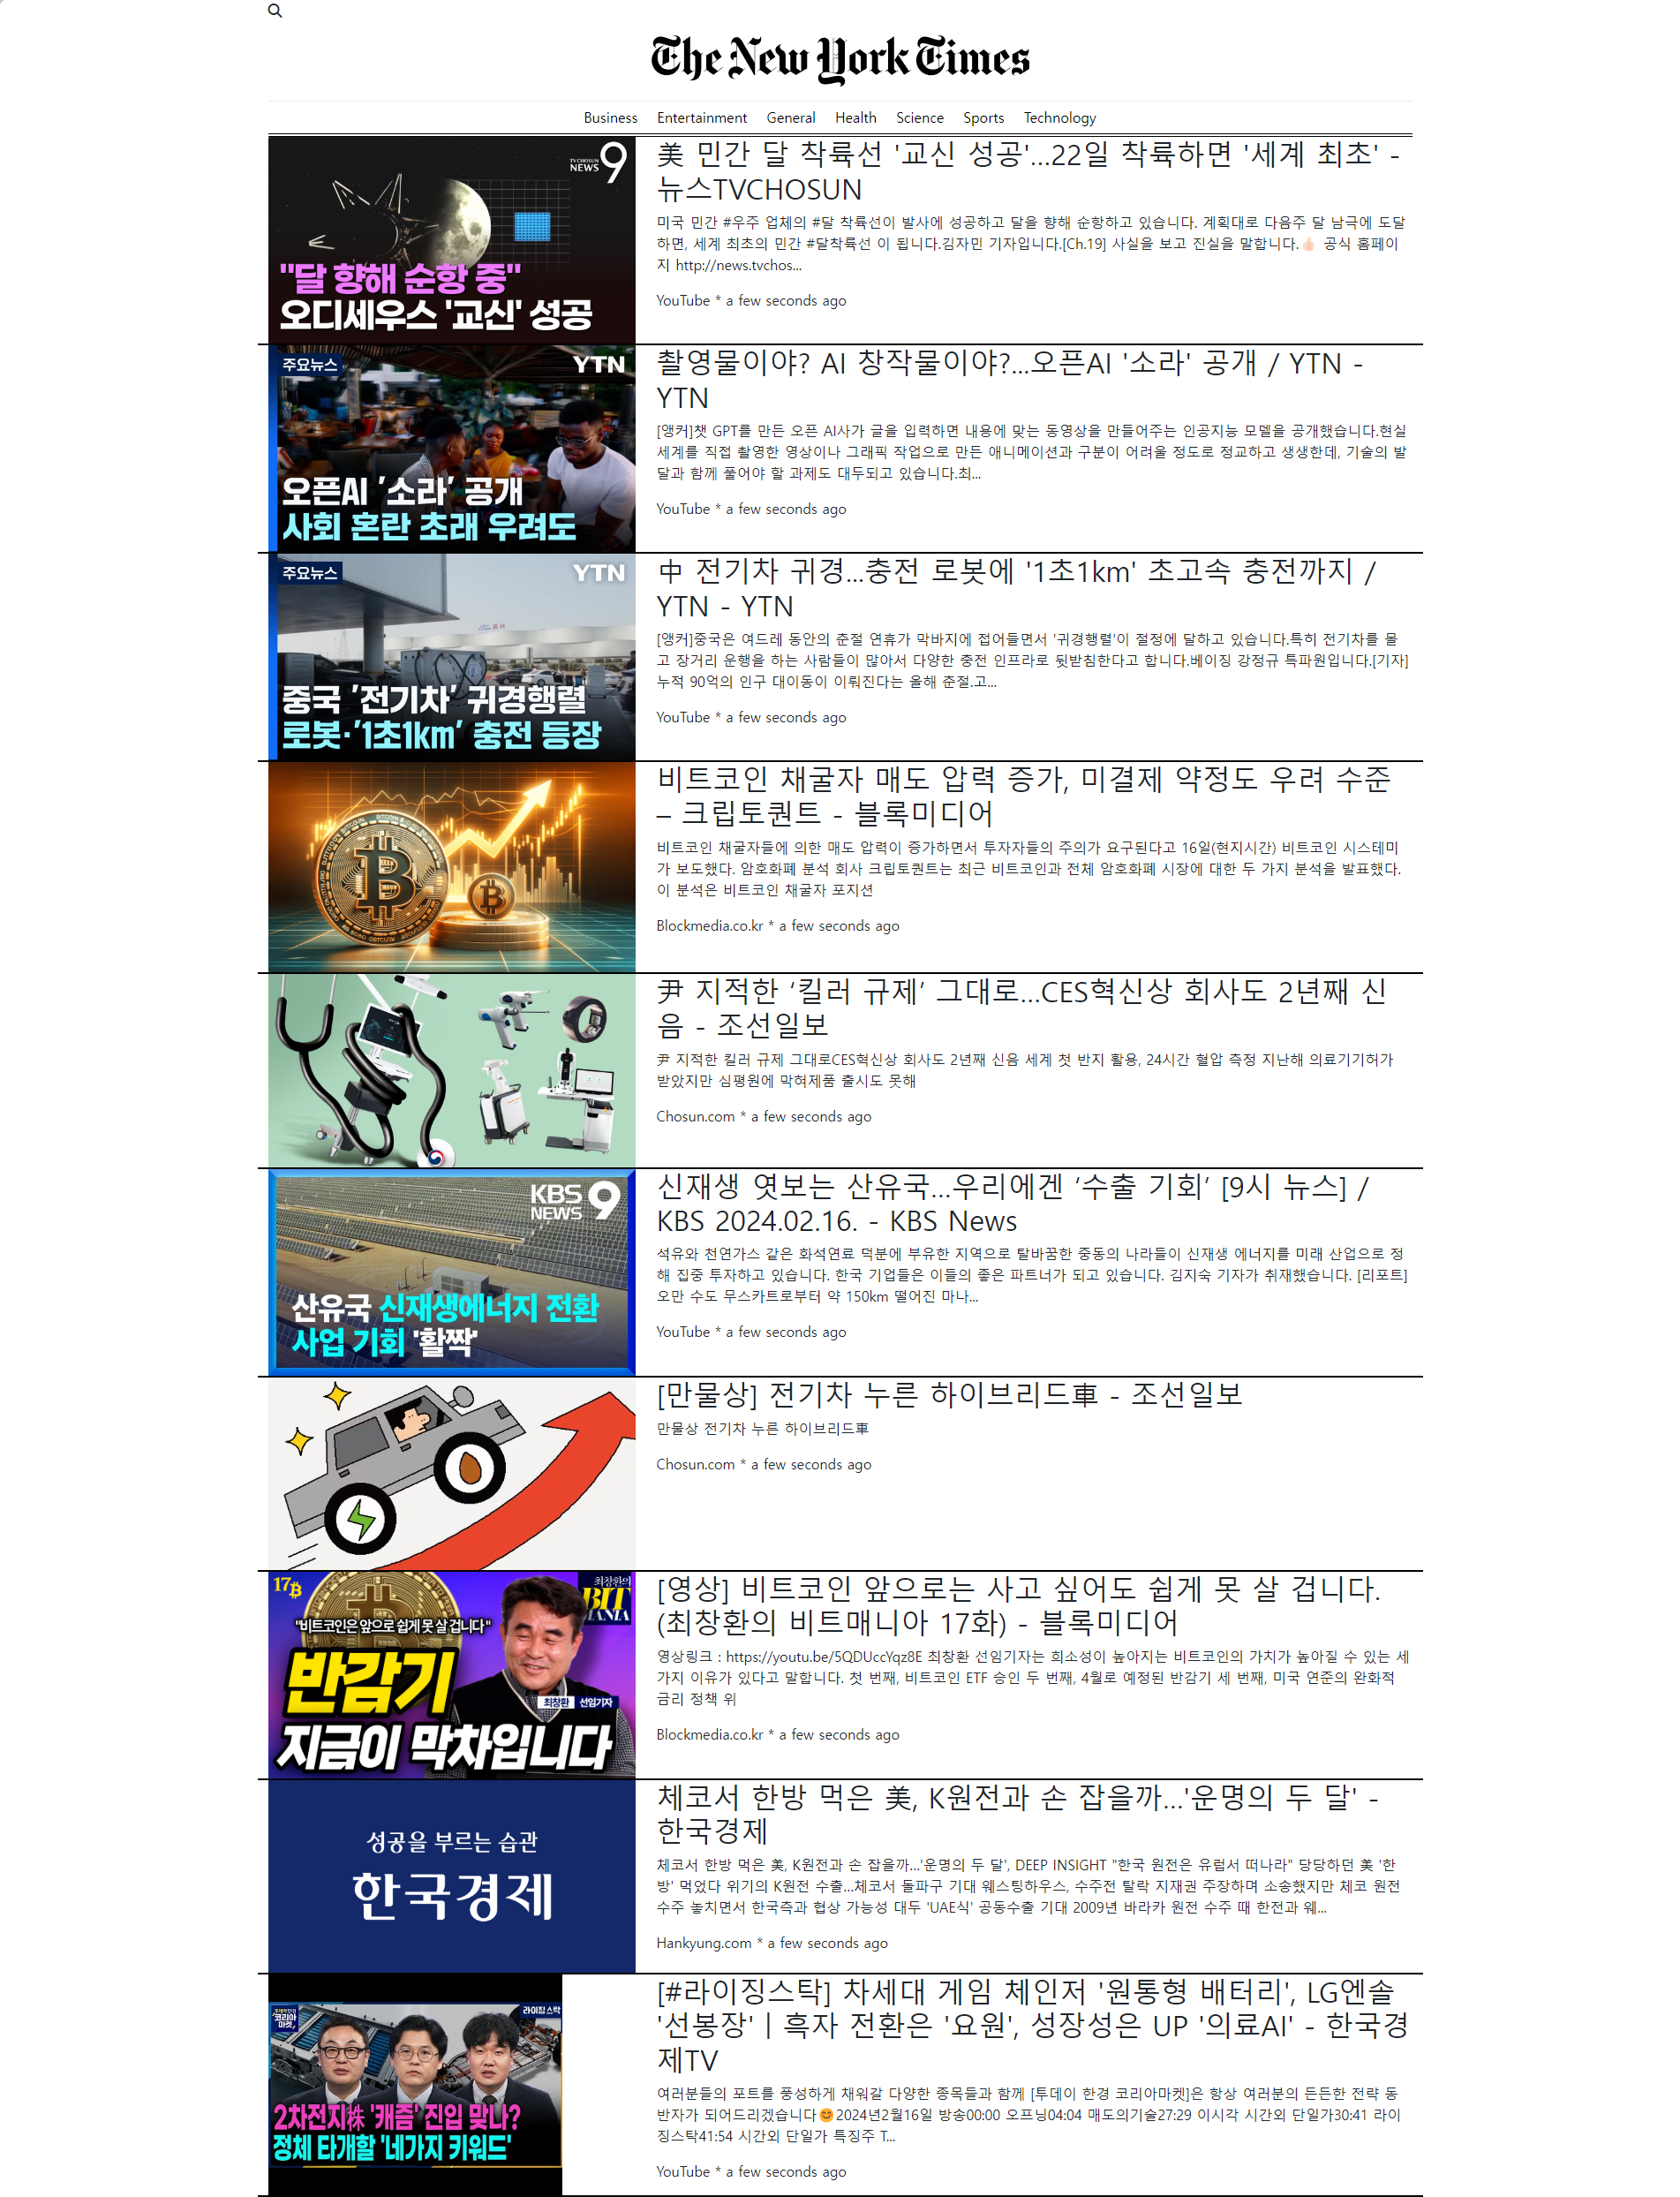 The New York Times
Business Entertainment General Health Science Sports Technology
TV CHOSUN
NEWS 9
"달 향해 순항 중"
오디세우스 '교신' 성공
美 민간 달 착륙선 '교신 성공'…22일 착륙하면 '세계 최초' -
뉴스TVCHOSUN
미국 민간 #우주 업체의 #달 착륙선이 발사에 성공하고 달을 향해 순항하고 있습니다. 계획대로 다음주 달 남극에 도달
하면, 세계 최초의 민간 #달착륙선 이 됩니다.김자민 기자입니다.[Ch.19] 사실을 보고 진실을 말합니다.👍🏻 공식 홈페이
지 http://news.tvchos...
YouTube * a few seconds ago
주요뉴스
YTN
오픈AI '소라' 공개
사회 혼란 초래 우려도
촬영물이야? AI 창작물이야?...오픈AI '소라' 공개 / YTN -
YTN
[앵커]챗 GPT를 만든 오픈 AI사가 글을 입력하면 내용에 맞는 동영상을 만들어주는 인공지능 모델을 공개했습니다.현실
세계를 직접 촬영한 영상이나 그래픽 작업으로 만든 애니메이션과 구분이 어려울 정도로 정교하고 생생한데, 기술의 발
달과 함께 풀어야 할 과제도 대두되고 있습니다.최...
YouTube * a few seconds ago
주요뉴스
YTN
중국 '전기차' 귀경행렬
로봇·'1초1km' 충전 등장
中 전기차 귀경...충전 로봇에 '1초1km' 초고속 충전까지 /
YTN - YTN
[앵커]중국은 여드레 동안의 춘절 연휴가 막바지에 접어들면서 '귀경행렬'이 절정에 달하고 있습니다.특히 전기차를 몰
고 장거리 운행을 하는 사람들이 많아서 다양한 충전 인프라로 뒷받침한다고 합니다.베이징 강정규 특파원입니다.[기자]
누적 90억의 인구 대이동이 이뤄진다는 올해 춘절.고...
YouTube * a few seconds ago
비트코인 채굴자 매도 압력 증가, 미결제 약정도 우려 수준
– 크립토퀀트 - 블록미디어
비트코인 채굴자들에 의한 매도 압력이 증가하면서 투자자들의 주의가 요구된다고 16일(현지시간) 비트코인 시스테미
가 보도했다. 암호화폐 분석 회사 크립토퀀트는 최근 비트코인과 전체 암호화폐 시장에 대한 두 가지 분석을 발표했다.
이 분석은 비트코인 채굴자 포지션
Blockmedia.co.kr * a few seconds ago
尹 지적한 ‘킬러 규제’ 그대로…CES혁신상 회사도 2년째 신
음 - 조선일보
尹 지적한 킬러 규제 그대로CES혁신상 회사도 2년째 신음 세계 첫 반지 활용, 24시간 혈압 측정 지난해 의료기기허가
받았지만 심평원에 막혀제품 출시도 못해
Chosun.com * a few seconds ago
KBS
NEWS 9
산유국 신재생에너지 전환
사업 기회 '활짝'
신재생 엿보는 산유국…우리에겐 ‘수출 기회’ [9시 뉴스] /
KBS 2024.02.16. - KBS News
석유와 천연가스 같은 화석연료 덕분에 부유한 지역으로 탈바꿈한 중동의 나라들이 신재생 에너지를 미래 산업으로 정
해 집중 투자하고 있습니다. 한국 기업들은 이들의 좋은 파트너가 되고 있습니다. 김지숙 기자가 취재했습니다. [리포트]
오만 수도 무스카트로부터 약 150km 떨어진 마나...
YouTube * a few seconds ago
[만물상] 전기차 누른 하이브리드車 - 조선일보
만물상 전기차 누른 하이브리드車
Chosun.com * a few seconds ago
17
최창환의
BIT
MANIA
"비트코인은 앞으로 쉽게 못 살 겁니다"
반감기
최창환 선임기자
지금이 막차입니다
[영상] 비트코인 앞으로는 사고 싶어도 쉽게 못 살 겁니다.
(최창환의 비트매니아 17화) - 블록미디어
영상링크 : https://youtu.be/5QDUccYqz8E 최창환 선임기자는 희소성이 높아지는 비트코인의 가치가 높아질 수 있는 세
가지 이유가 있다고 말합니다. 첫 번째, 비트코인 ETF 승인 두 번째, 4월로 예정된 반감기 세 번째, 미국 연준의 완화적
금리 정책 위
Blockmedia.co.kr * a few seconds ago
성공을 부르는 습관
한국경제
체코서 한방 먹은 美, K원전과 손 잡을까…'운명의 두 달' -
한국경제
체코서 한방 먹은 美, K원전과 손 잡을까…'운명의 두 달', DEEP INSIGHT "한국 원전은 유럽서 떠나라" 당당하던 美 '한
방' 먹었다 위기의 K원전 수출…체코서 돌파구 기대 웨스팅하우스, 수주전 탈락 지재권 주장하며 소송했지만 체코 원전
수주 놓치면서 한국측과 협상 가능성 대두 'UAE식' 공동수출 기대 2009년 바라카 원전 수주 때 한전과 웨...
Hankyung.com * a few seconds ago
코리아
마켓
라이징스탁
2차전지株 '캐즘' 진입 맞나?
정체 타개할 '네가지 키워드'
[#라이징스탁] 차세대 게임 체인저 '원통형 배터리', LG엔솔
'선봉장'ㅣ흑자 전환은 '요원', 성장성은 UP '의료AI' - 한국경
제TV
여러분들의 포트를 풍성하게 채워갈 다양한 종목들과 함께 [투데이 한경 코리아마켓]은 항상 여러분의 든든한 전략 동
반자가 되어드리겠습니다😊2024년2월16일 방송00:00 오프닝04:04 매도의기술27:29 이시각 시간외 단일가30:41 라이
징스탁41:54 시간외 단일가 특징주 T...
YouTube * a few seconds ago